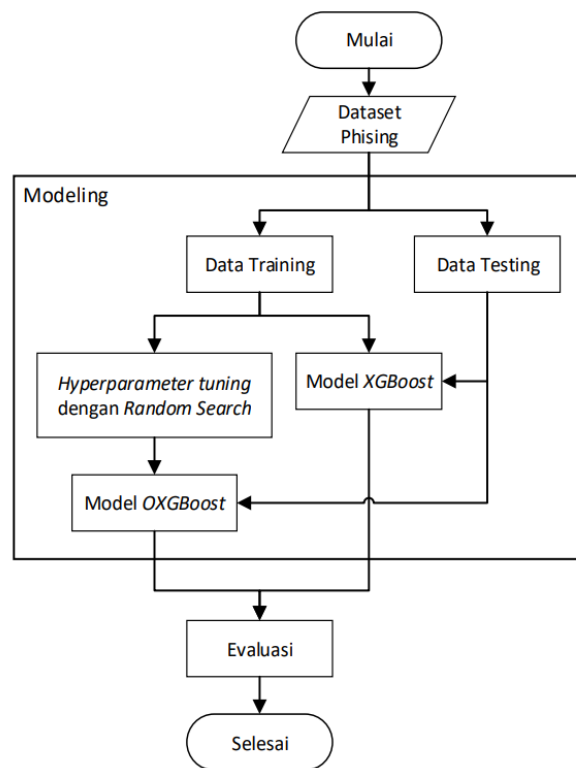 Mulai
Dataset
Phising
Modeling
Data Training
Data Testing
Hyperparameter tuning
dengan Random Search
Model XGBoost
Model OXGBoost
Evaluasi
Selesai